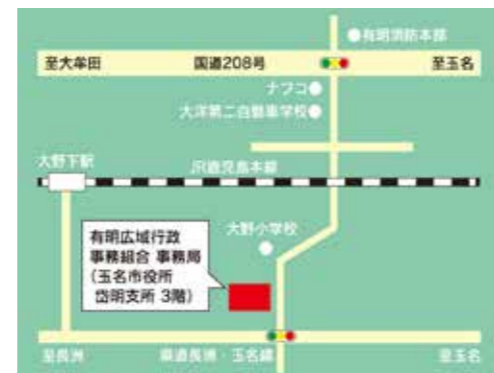 有明消防本部
至大牟田
国道208号
至玉名
ナフコ
大洋第二自動車学校
大野下駅
JR鹿児島本線
有明広域行政
事務組合 事務局
（玉名市役所
岱明支所 3階）
大野小学校
至長洲
県道長洲・玉名線
至玉名